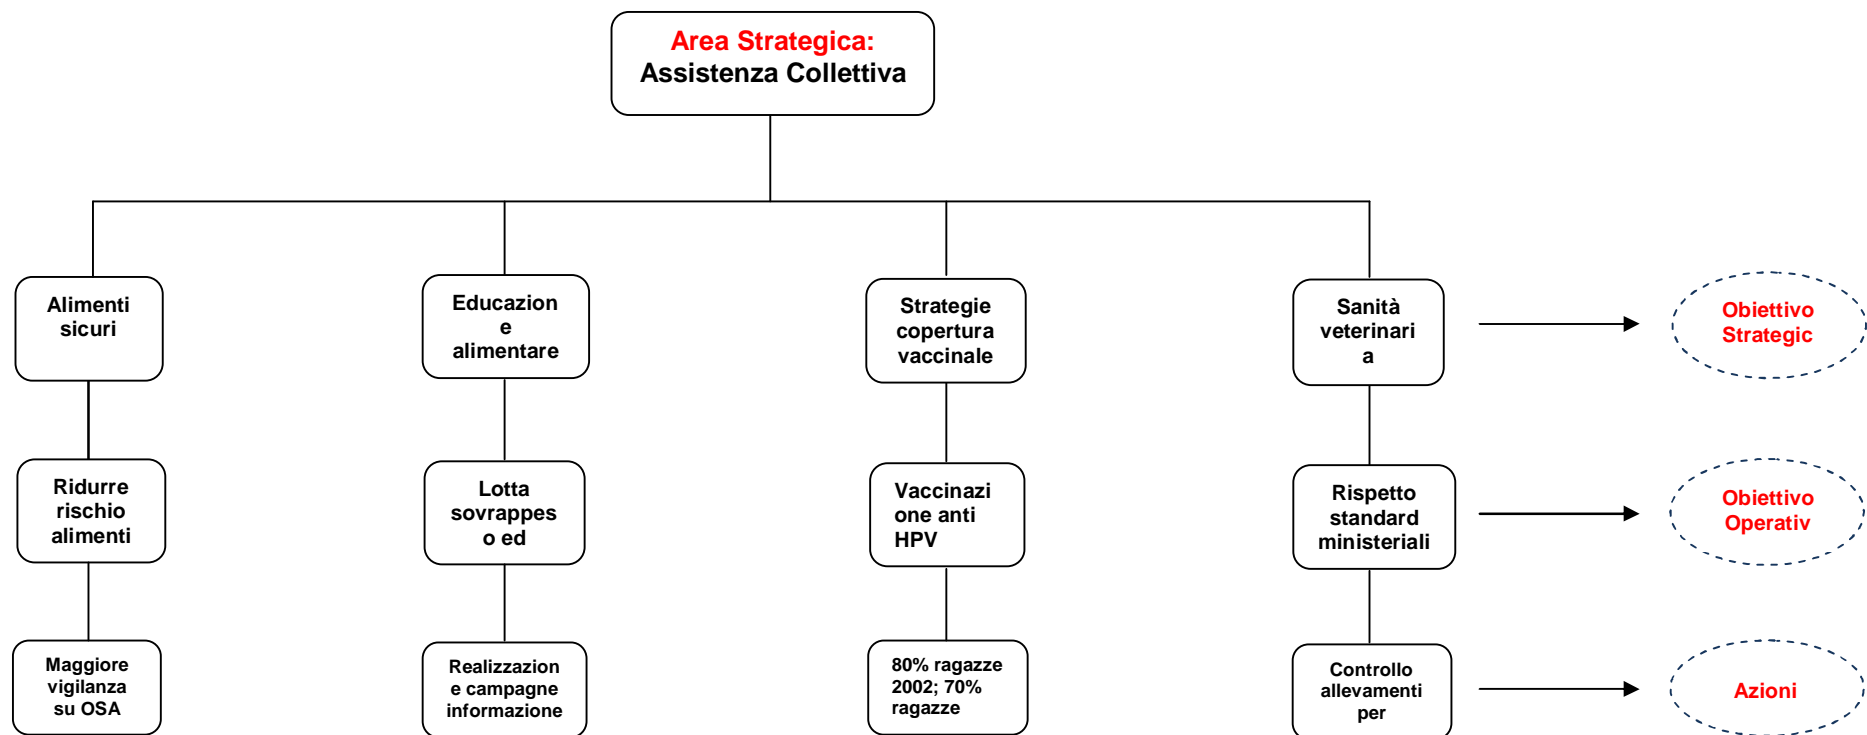 Area Strategica:
Assistenza Collettiva
Alimenti
sicuri
Educazion
e
alimentare
Strategie
copertura
vaccinale
Sanità
veterinari
a
Obiettivo
Strategic
Ridurre
rischio
alimenti
Lotta
sovrappes
o ed
Vaccinazi
one anti
HPV
Rispetto
standard
ministeriali
Obiettivo
Operativ
Maggiore
vigilanza
su OSA
Realizzazion
e campagne
informazione
80% ragazze
2002; 70%
ragazze
Controllo
allevamenti
per
Azioni